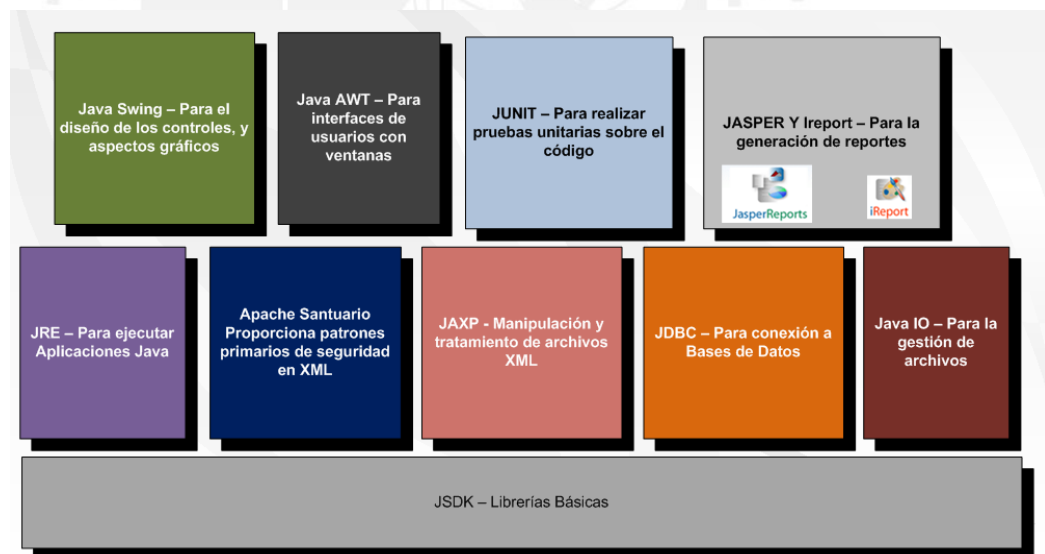 Java Swing – Para el
diseño de los controles, y
aspectos gráficos
Java AWT – Para
interfaces de
usuarios con
ventanas
JUNIT – Para realizar
pruebas unitarias sobre el
código
JASPER Y Ireport – Para la
generación de reportes
JasperReports
iReport
JRE – Para ejecutar
Aplicaciones Java
Apache Santuario
Proporciona patrones
primarios de seguridad
en XML
JAXP - Manipulación y
tratamiento de archivos
XML
JDBC – Para conexión a
Bases de Datos
Java IO – Para la
gestión de
archivos
JSDK – Librerías Básicas